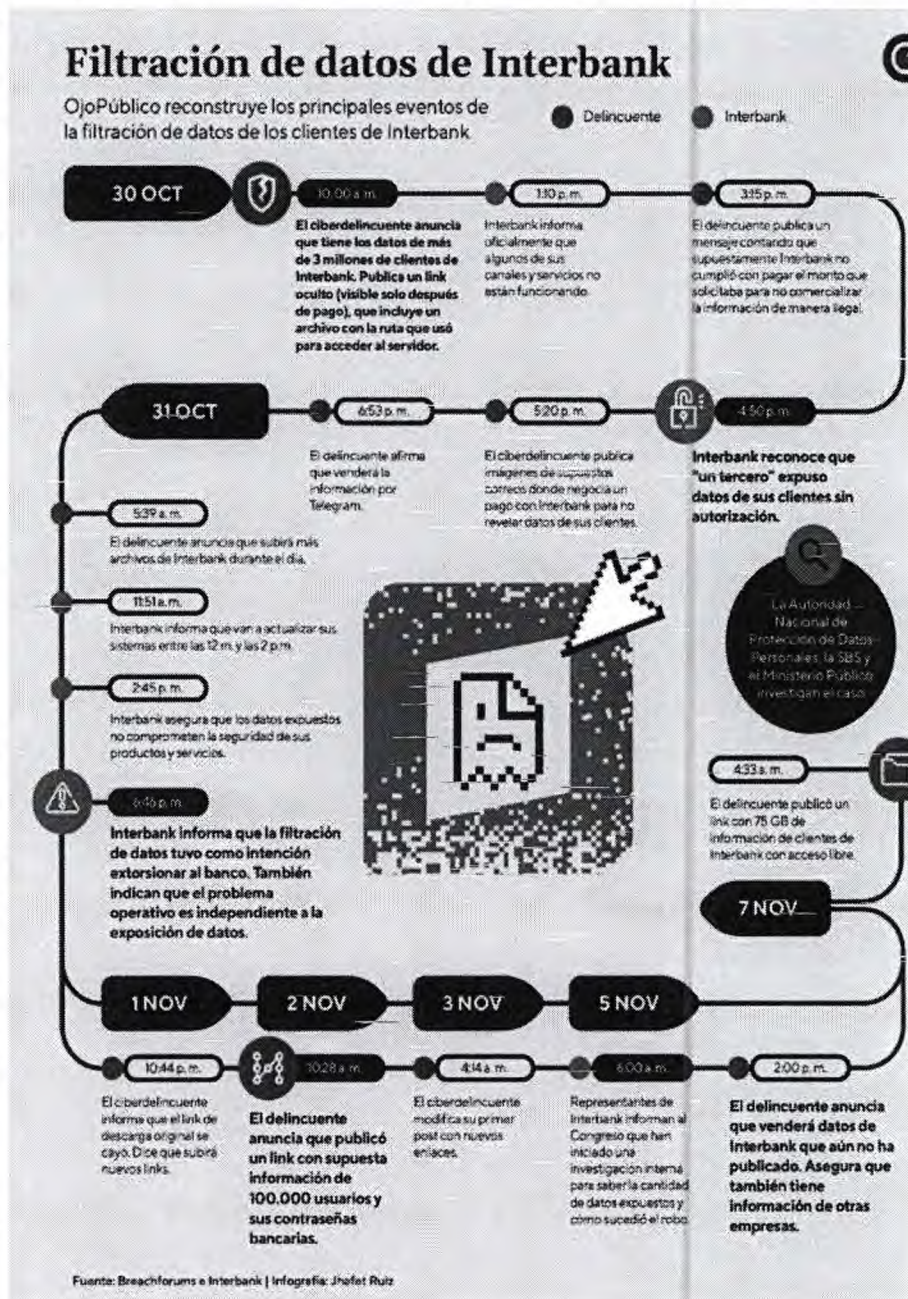 Filtración de datos de Interbank
OjoPúblico reconstruye los principales eventos de
la filtración de datos de los clientes de Interbank
Delincuente
Interbank
30 OCT
10:00 a. m.
El ciberdelincuente anuncia
que tiene los datos de más
de 3 millones de clientes de
Interbank. Publica un link
oculto (visible solo después
de pago), que incluye un
archivo con la ruta que usó
para acceder al servidor.
1:10 p. m.
Interbank informa
oficialmente que
algunos de sus
canales y servicios no
están funcionando.
3:15 p. m.
El delincuente publica un
mensaje contando que
supuestamente Interbank no
cumplió con pagar el monto que
solicitaba para no comercializar
la información de manera ilegal.
4:50 p. m.
Interbank reconoce que
"un tercero" expuso
datos de sus clientes sin
autorización.
5:20 p. m.
El ciberdelincuente publica
imágenes de supuestos
correos donde negocia un
pago con Interbank para no
revelar datos de sus clientes.
6:53 p. m.
El delincuente afirma
que venderá la
información por
Telegram.
31 OCT
5:39 a. m.
El delincuente anuncia que subirá más
archivos de Interbank durante el día.
11:51 a. m.
Interbank informa que van a actualizar sus
sistemas entre las 12 m. y las 2 p.m.
2:45 p. m.
Interbank asegura que los datos expuestos
no comprometen la seguridad de sus
productos y servicios.
6:46 p. m.
Interbank informa que la filtración
de datos tuvo como intención
extorsionar al banco. También
indican que el problema
operativo es independiente a la
exposición de datos.
1 NOV
10:44 p. m.
El ciberdelincuente
informa que el link de
descarga original se
cayo. Dice que subirá
nuevos links.
2 NOV
10:28 a. m.
El delincuente
anuncia que publicó
un link con supuesta
información de
100.000 usuarios y
sus contraseñas
bancarias.
3 NOV
4:14 a. m.
El ciberdelincuente
modifica su primer
post con nuevos
enlaces.
5 NOV
6:00 a. m.
Representantes de
Interbank informan al
Congreso que han
iniciado una
investigación interna
para saber la cantidad
de datos expuestos y
cómo sucedió el robo.
2:00 p. m.
El delincuente anuncia
que venderá datos de
Interbank que aún no ha
publicado. Asegura que
también tiene
información de otras
empresas.
7 NOV
4:33 a. m.
El delincuente publicó un
link con 75 GB de
información de clientes de
Interbank con acceso libre.
La Autoridad
Nacional de
Protección de Datos
Personales, la SBS y
el Ministerio Público
investigan el caso
Fuente: Breachforums e Interbank | Infografía: Jhafet Ruiz